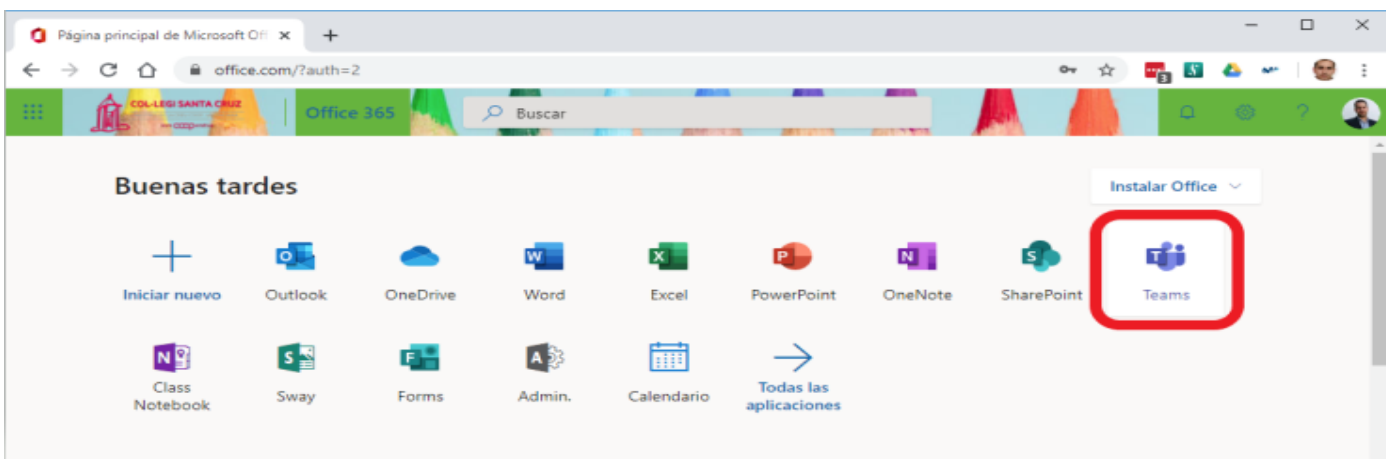 Página principal de Microsoft Off
office.com/?auth=2
3
COL·LEGI SANTA CRUZ
Office 365
Buscar
?
Buenas tardes
Instalar Office
Iniciar nuevo
Outlook
OneDrive
Word
Excel
PowerPoint
OneNote
SharePoint
Teams
Class
Notebook
Sway
Forms
Admin.
Calendario
Todas las
aplicaciones